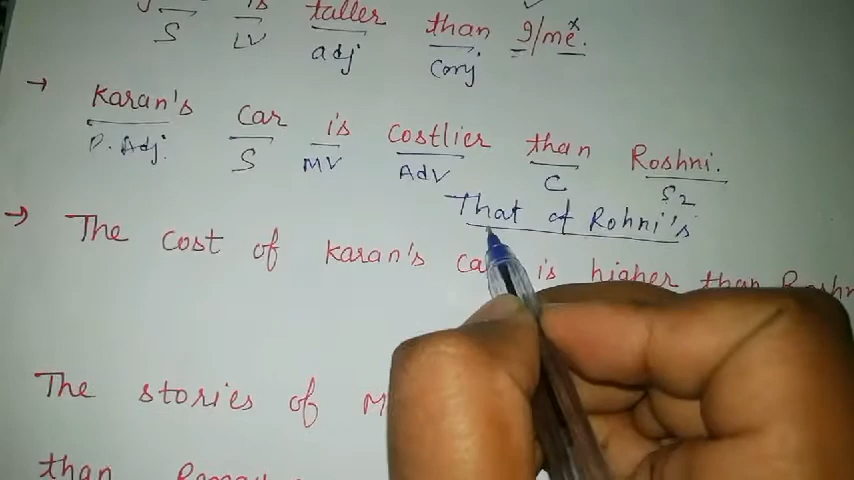 is taller than I/me x.
S LV adj Conj
→ Karan's car is costlier than Roshni.
P. Adj. S MV Adv C S2
That of Rohni's
→ The cost of Karan's is higher than
The stories of
than